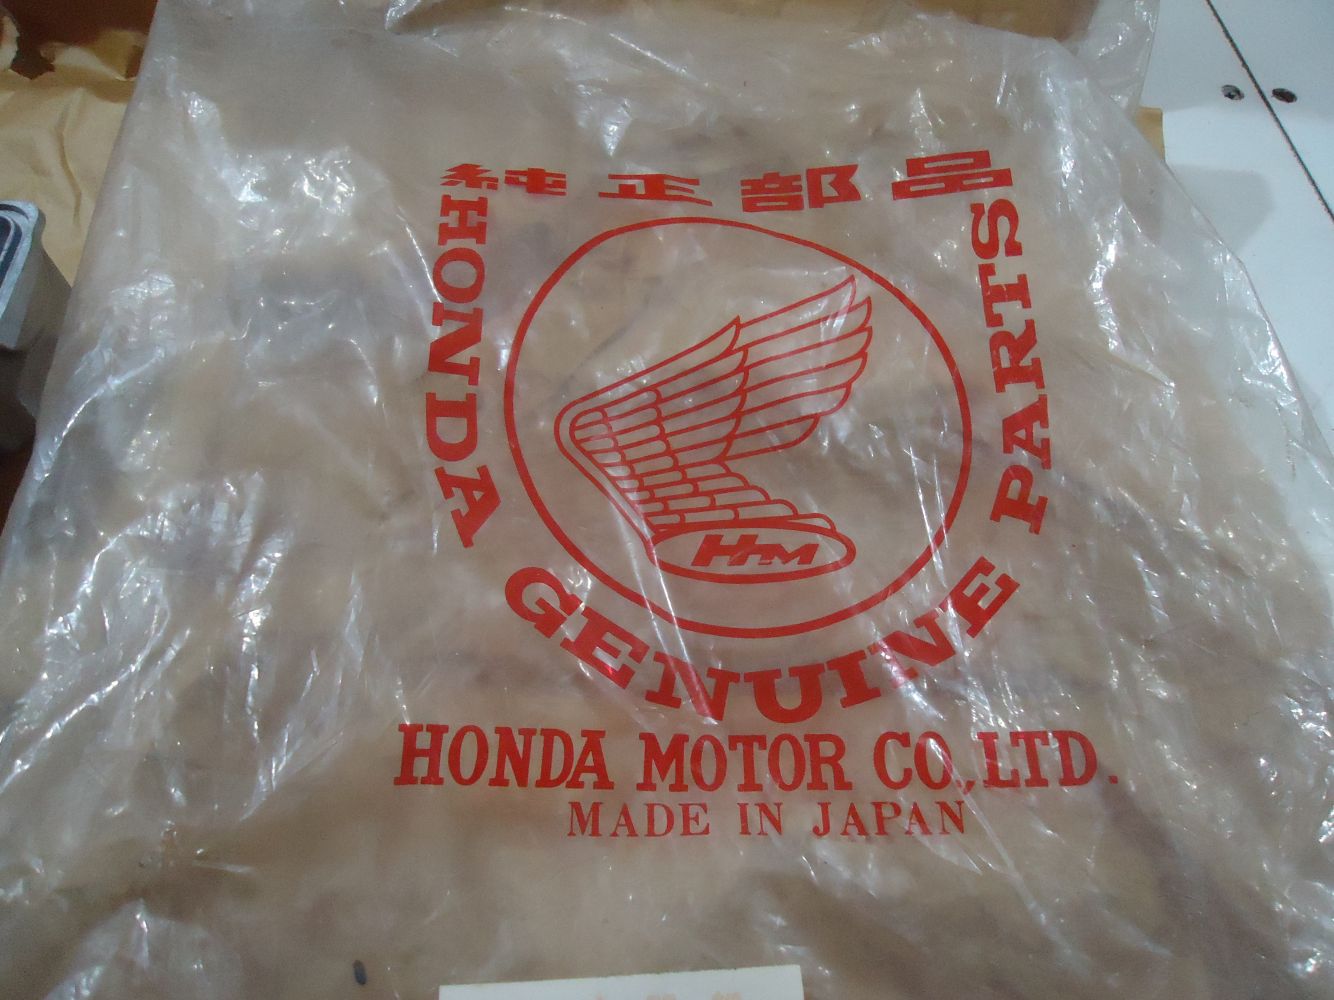 純正部品
HONDA GENUINE PARTS
HM
HONDA MOTOR CO., LTD.
MADE IN JAPAN